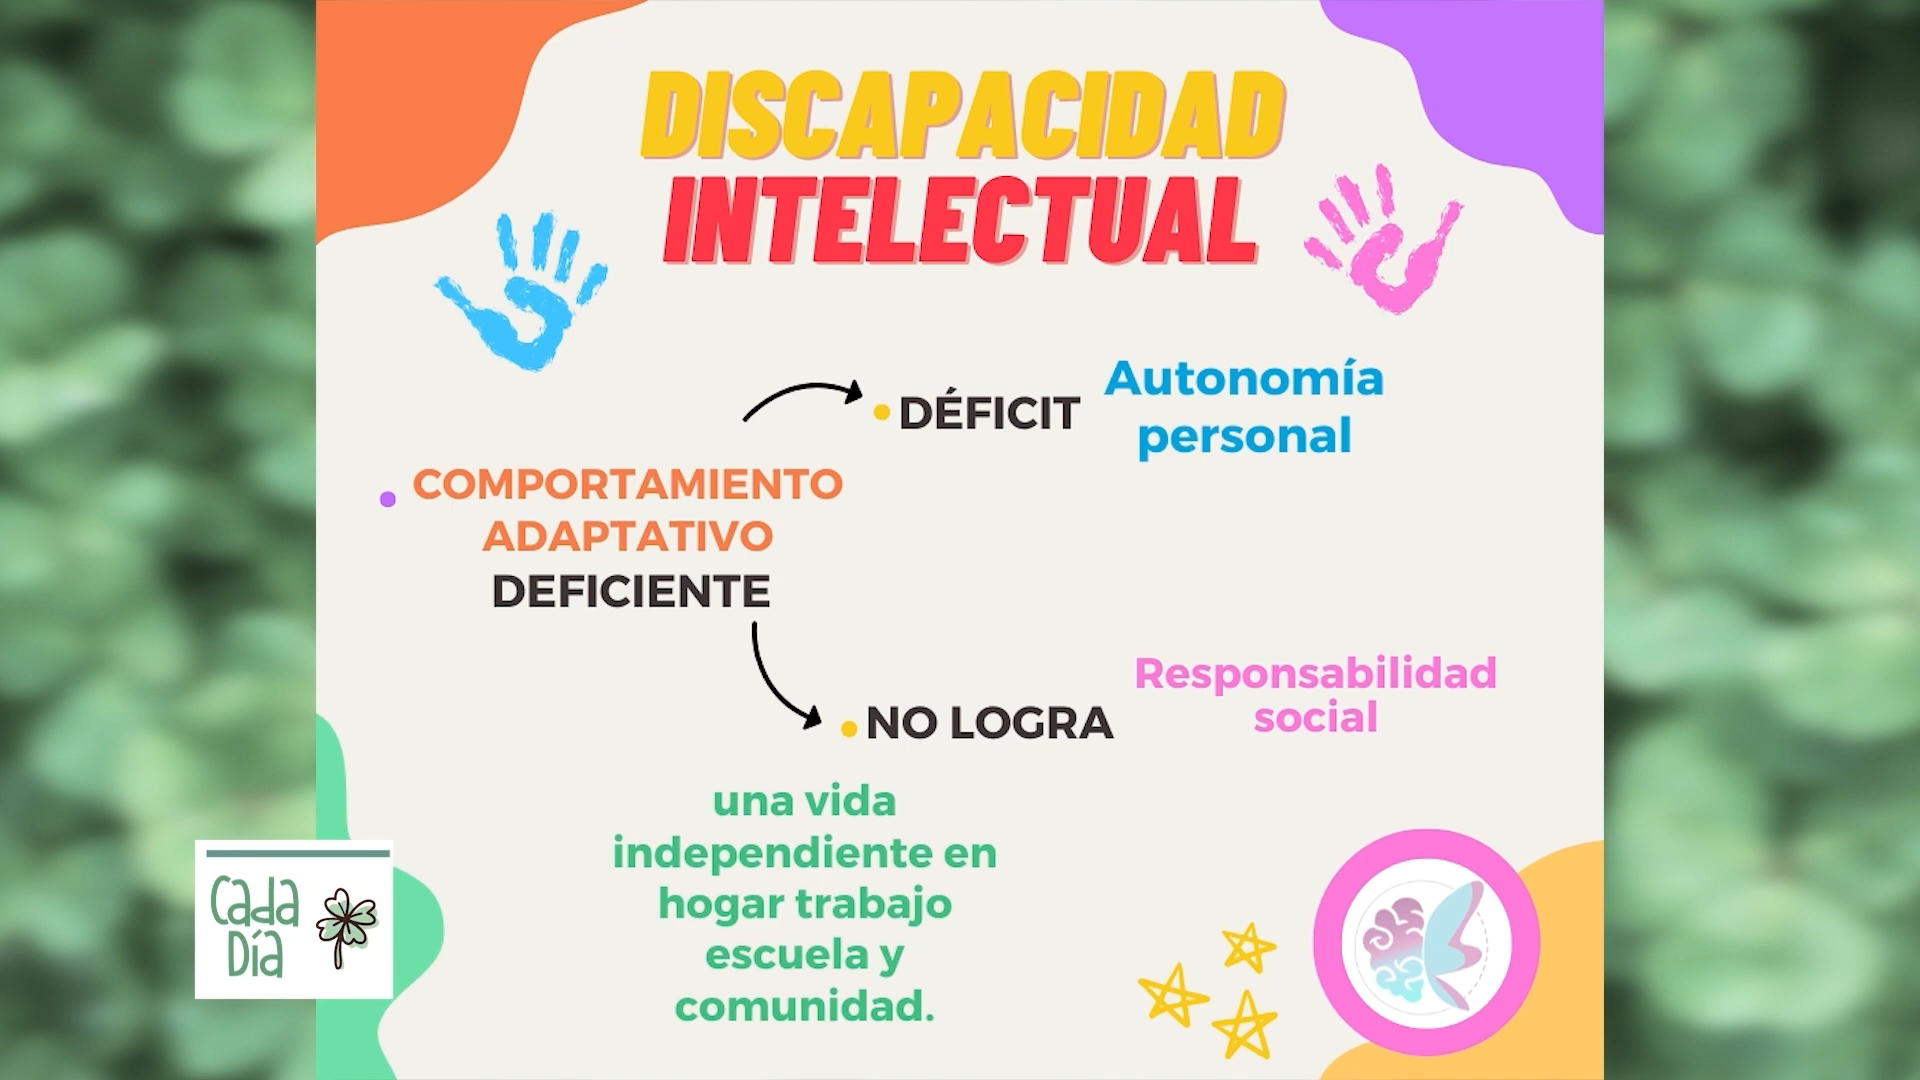 DISCAPACIDAD
INTELECTUAL
DÉFICIT
Autonomía
personal
COMPORTAMIENTO
ADAPTATIVO
DEFICIENTE
NO LOGRA
Responsabilidad
social
una vida
independiente en
hogar trabajo
escuela y
comunidad.
Cada
Día